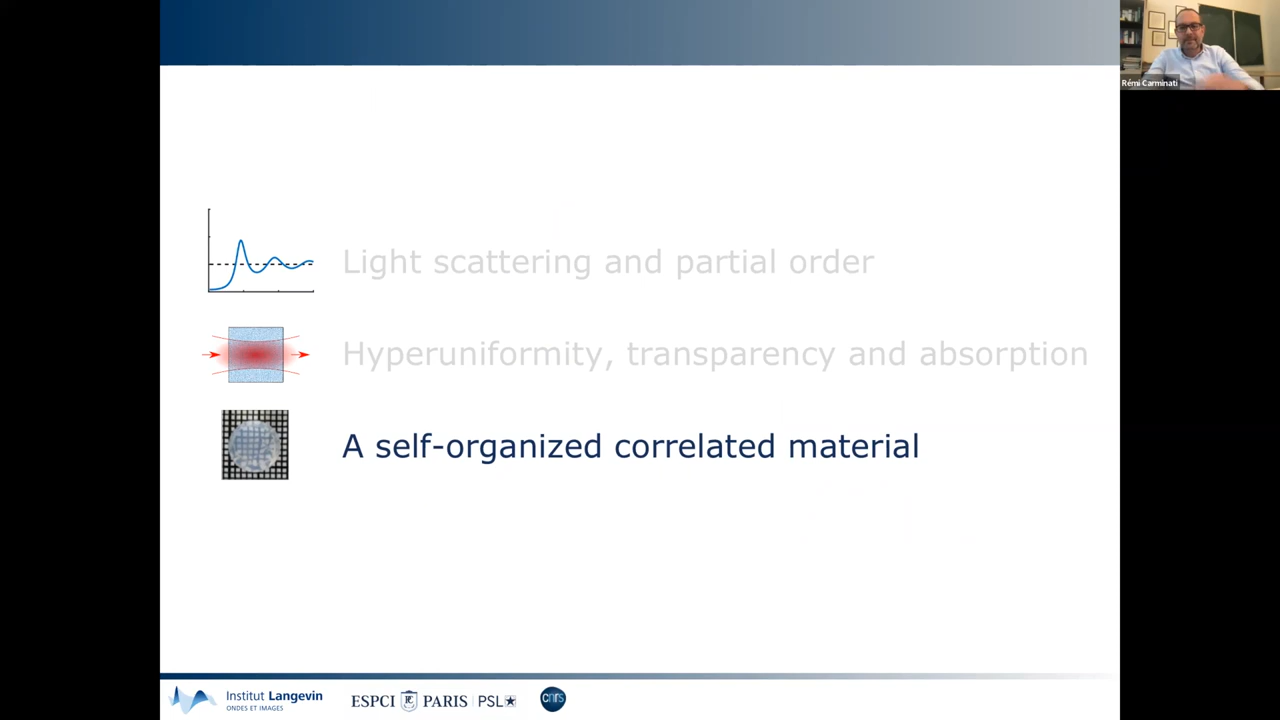 Rémi Carminati
Light scattering and partial order
Hyperuniformity, transparency and absorption
A self-organized correlated material
Institut Langevin
ONDES ET IMAGES
ESPCI PARIS PSL
cnrs